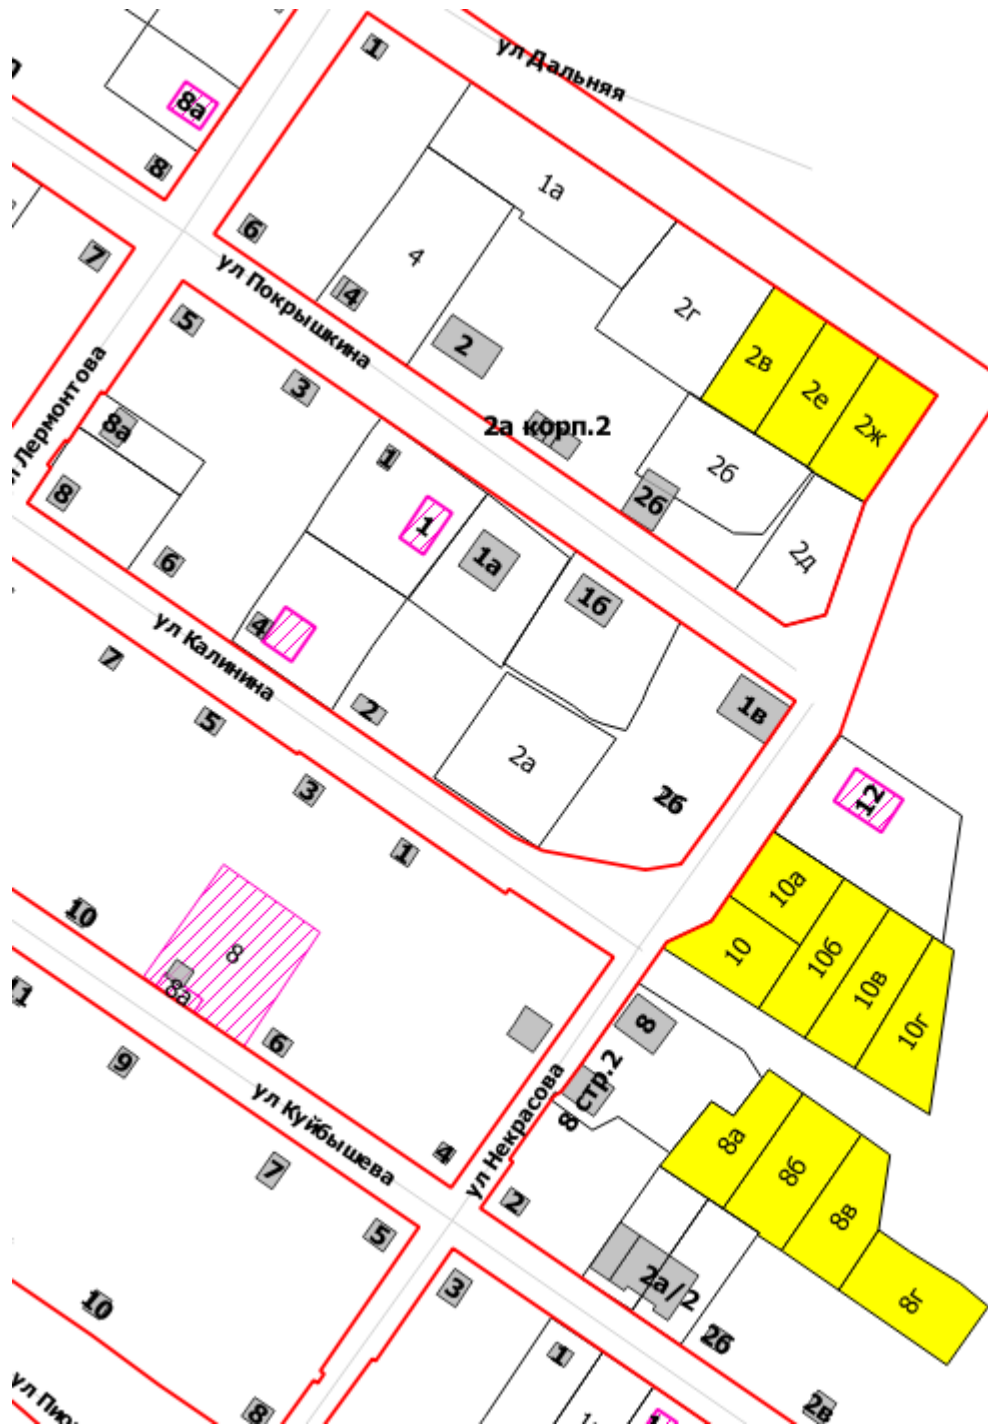 1
ул Дальняя
8а
8
1а
6
4
7
4
ул Покрышкина
2г
5
2
2в
2е
3
2ж
ул Лермонтова
8а
2а корп.2
1
2б
8
2б
1
1а
2д
6
1б
4
ул Калинина
7
2
1в
5
2а
3
2б
12
1
10а
10
8
10
10б
10в
8а
10г
1
8
6
9
8 стр.2
ул Некрасова
ул Куйбышева
8а
4
8б
7
2
8в
5
3
2а/2
8г
10
2б
1
2в
8